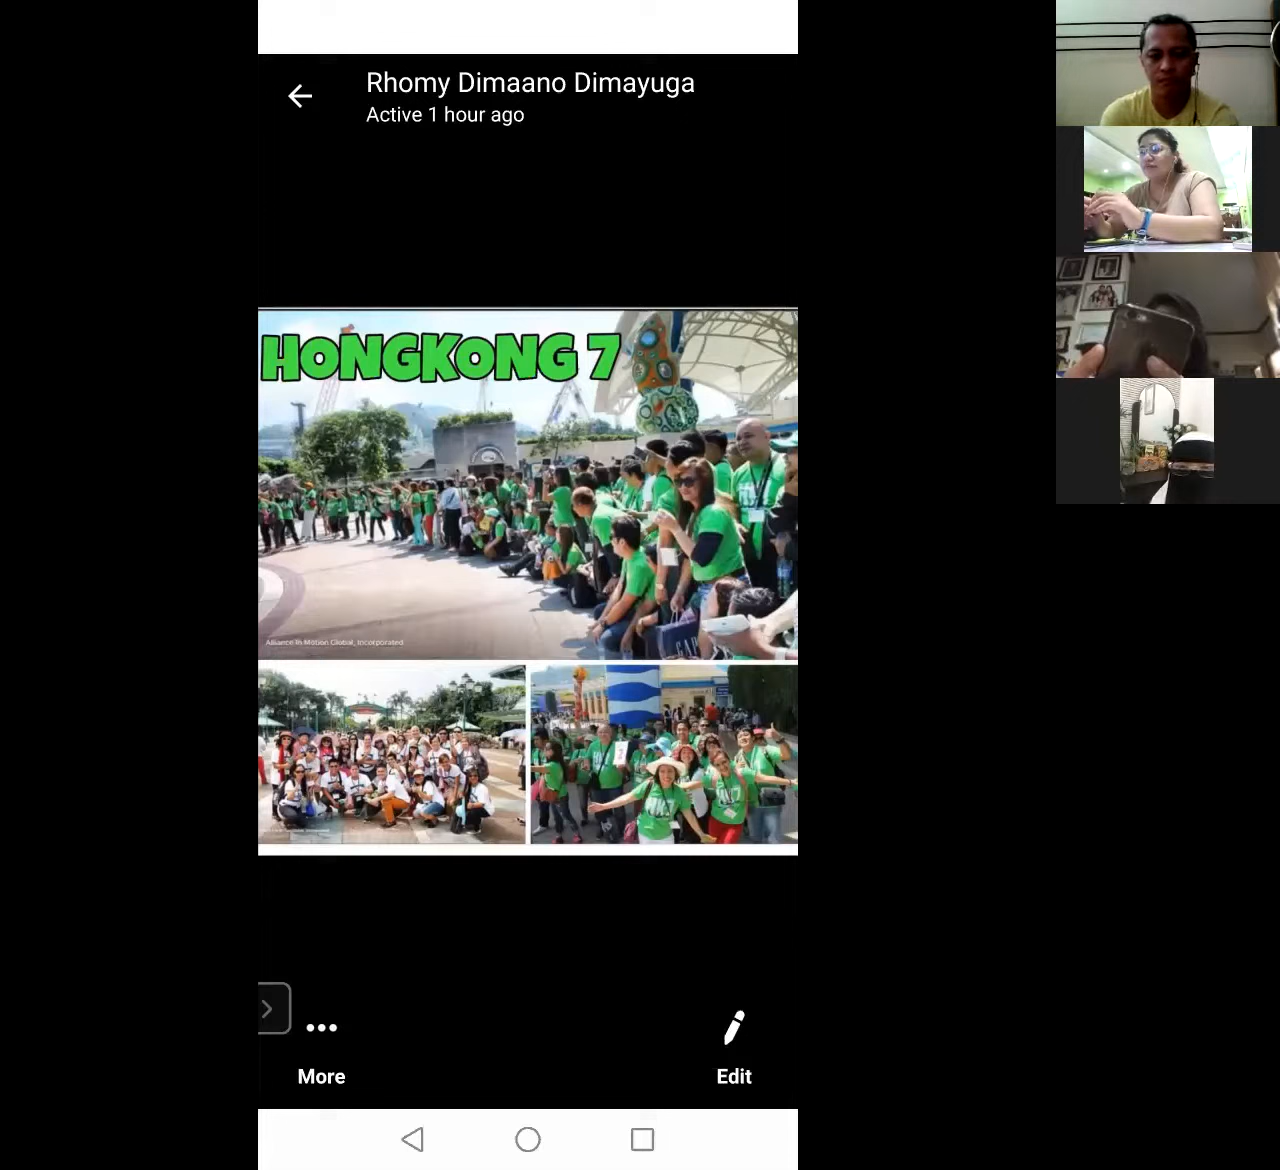 Rhomy Dimaano Dimayuga
Active 1 hour ago
HONGKONG 7
Alliance In Motion Global, Incorporated
More
Edit